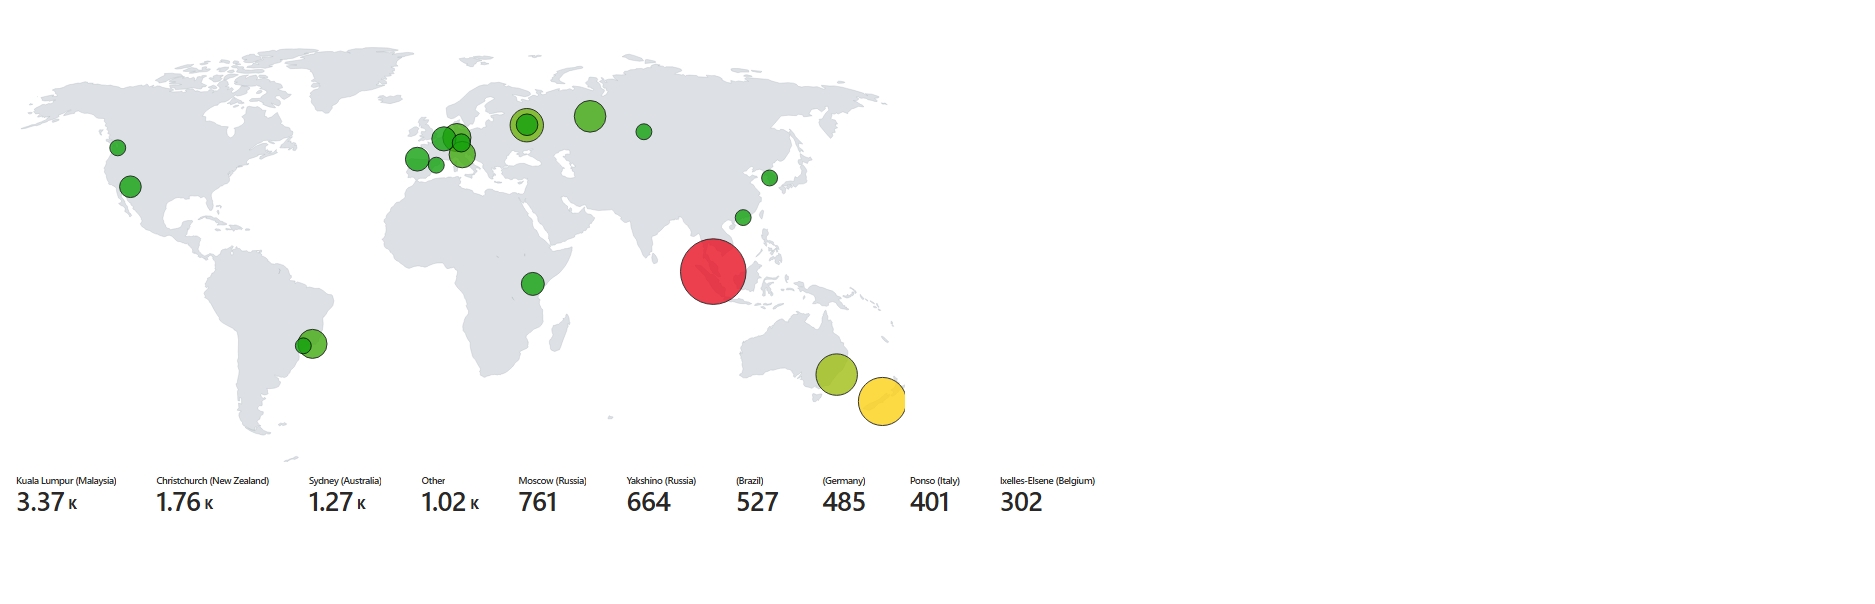 Kuala Lumpur (Malaysia) Christchurch (New Zealand) Sydney (Australia) Other Moscow (Russia) Yakshino (Russia) (Brazil) (Germany) Ponso (Italy) Ixelles-Elsene (Belgium)
3.37 K 1.76 K 1.27 K 1.02 K 761 664 527 485 401 302